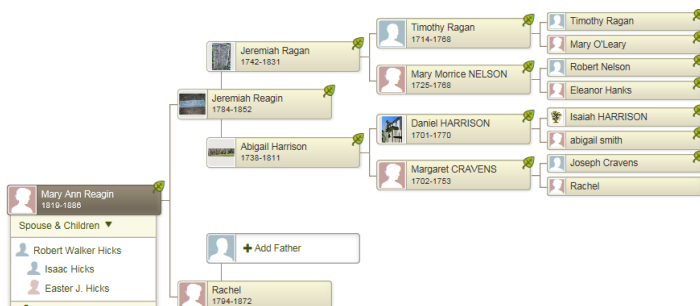 Timothy Ragan
Timothy Ragan
1714-1768
Mary O'Leary
Jeremiah Ragan
1742-1831
Robert Nelson
Mary Morrice NELSON
1725-1768
Eleanor Hanks
Jeremiah Reagin
1784-1852
Isaiah HARRISON
Daniel HARRISON
1701-1770
abigail smith
Abigail Harrison
1738-1811
Joseph Cravens
Margaret CRAVENS
1702-1753
Rachel
Mary Ann Reagin
1819-1886
Spouse & Children
Robert Walker Hicks
Isaac Hicks
Easter J. Hicks
Add Father
Rachel
1794-1872